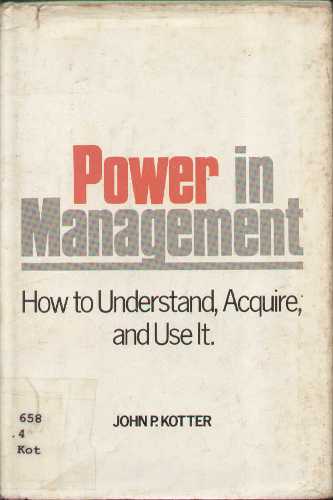 Power in
Management
How to Understand, Acquire,
and Use It.
658
.4
Kot
JOHN P. KOTTER